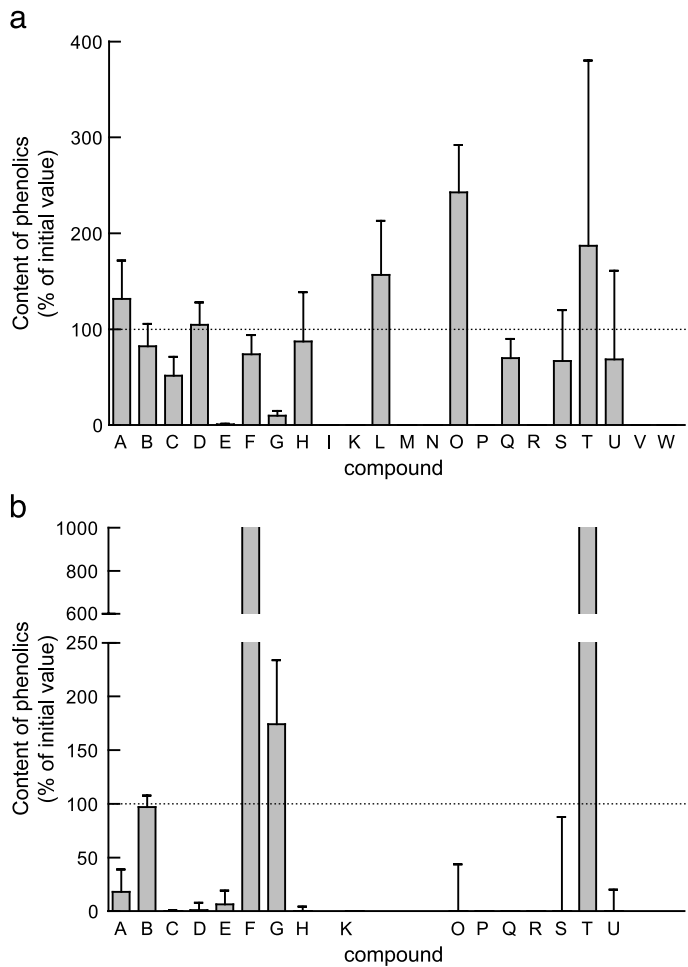 a
400
300
200
100
0
Content of phenolics
(% of initial value)
A B C D E F G H I K L M N O P Q R S T U V W
compound
b
1000
800
600
250
200
150
100
50
0
Content of phenolics
(% of initial value)
A B C D E F G H K O P Q R S T U
compound